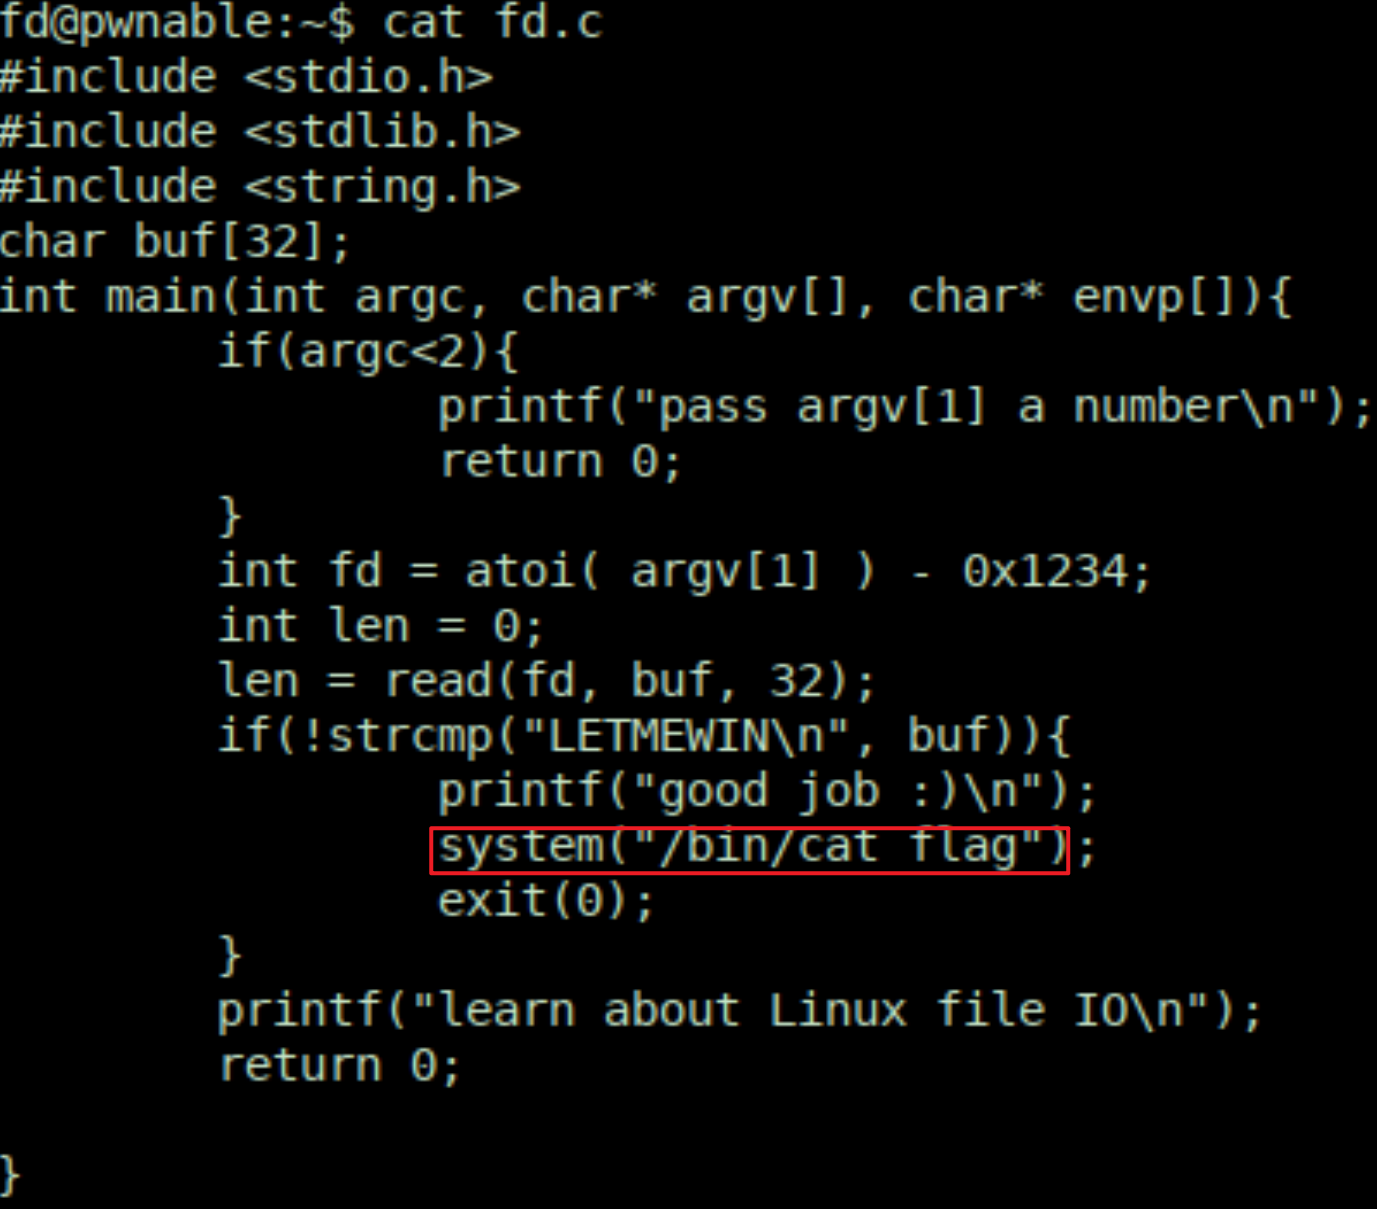 fd@pwnable:~$ cat fd.c
#include <stdio.h>
#include <stdlib.h>
#include <string.h>
char buf[32];
int main(int argc, char* argv[], char* envp[]){
        if(argc<2){
                printf("pass argv[1] a number\n");
                return 0;
        }
        int fd = atoi( argv[1] ) - 0x1234;
        int len = 0;
        len = read(fd, buf, 32);
        if(!strcmp("LETMEWIN\n", buf)){
                printf("good job :)\n");
                system("/bin/cat flag");
                exit(0);
        }
        printf("learn about Linux file IO\n");
        return 0;

}